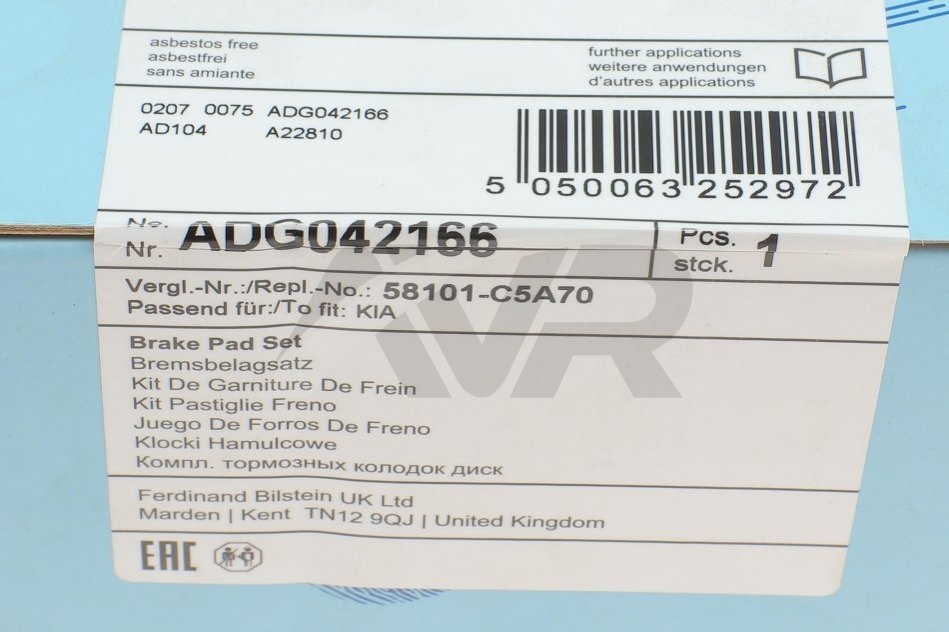 asbestos free
asbestfrei
sans amiante
further applications
weitere anwendungen
d'autres applications
0207 0075 ADG042166
AD104 A22810
5 050063 252972
No.
Nr. ADG042166
Pcs.
stck. 1
Vergl.-Nr.:/Repl.-No.: 58101-C5A70
Passend für:/To fit: KIA
Brake Pad Set
Bremsbelagsatz
Kit De Garniture De Frein
Kit Pastiglie Freno
Juego De Forros De Freno
Klocki Hamulcowe
Компл. тормозных колодок диск
Ferdinand Bilstein UK Ltd
Marden | Kent TN12 9QJ | United Kingdom
EAC
AVR